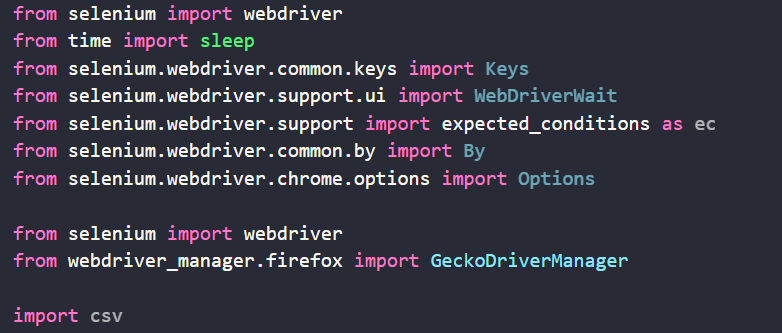 from selenium import webdriver
from time import sleep
from selenium.webdriver.common.keys import Keys
from selenium.webdriver.support.ui import WebDriverWait
from selenium.webdriver.support import expected_conditions as ec
from selenium.webdriver.common.by import By
from selenium.webdriver.chrome.options import Options
from selenium import webdriver
from webdriver_manager.firefox import GeckoDriverManager
import csv